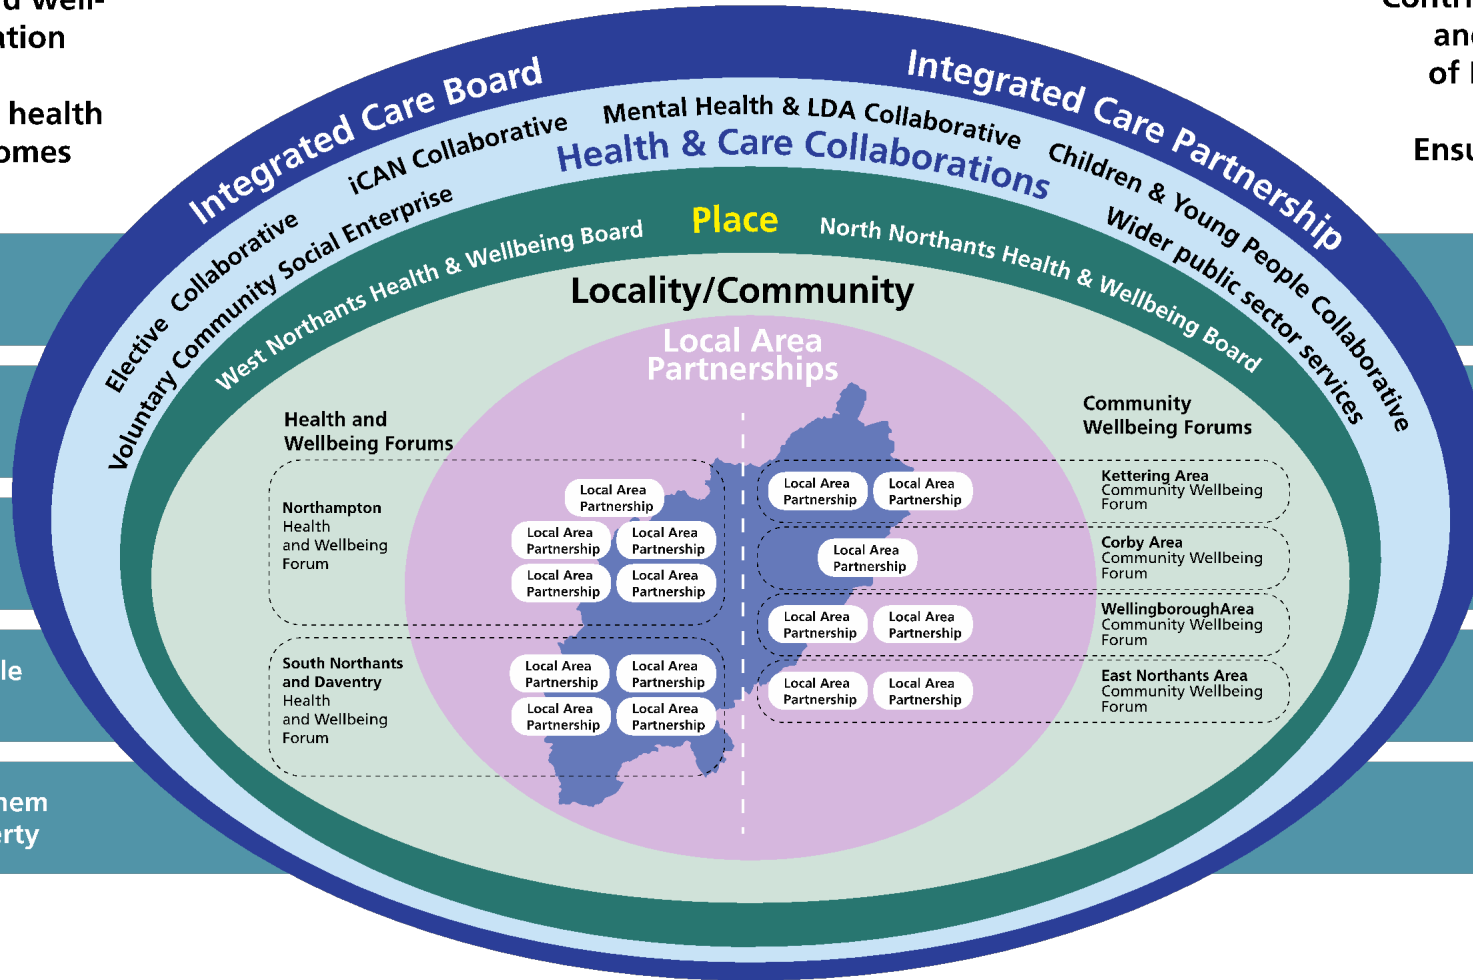 ation
health
omes
of
Integrated Care Board
Integrated Care Partnership
Elective Collaborative
iCAN Collaborative
Mental Health & LDA Collaborative
Children & Young People Collaborative
Voluntary Community Social Enterprise
Health & Care Collaborations
Wider public sector services
West Northants Health & Wellbeing Board
Place
North Northants Health & Wellbeing Board
Locality/Community
Local Area
Partnerships
Health and
Wellbeing Forums
Northampton
Health
and Wellbeing
Forum
Local Area
Partnership
Local Area
Partnership
Local Area
Partnership
Local Area
Partnership
Local Area
Partnership
South Northants
and Daventry
Health
and Wellbeing
Forum
Local Area
Partnership
Local Area
Partnership
Local Area
Partnership
Local Area
Partnership
Community
Wellbeing Forums
Local Area
Partnership
Local Area
Partnership
Kettering Area
Community Wellbeing
Forum
Local Area
Partnership
Corby Area
Community Wellbeing
Forum
Local Area
Partnership
Local Area
Partnership
WellingboroughArea
Community Wellbeing
Forum
Local Area
Partnership
Local Area
Partnership
East Northants Area
Community Wellbeing
Forum
le
erty